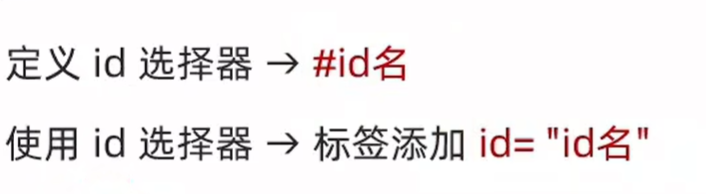 定义 id 选择器 → #id名
使用 id 选择器 → 标签添加 id= "id名"